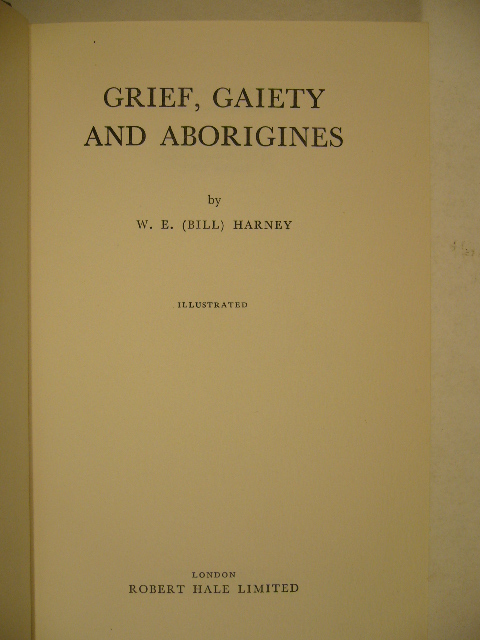 GRIEF, GAIETY
AND ABORIGINES
by
W. E. (BILL) HARNEY
ILLUSTRATED
LONDON
ROBERT HALE LIMITED